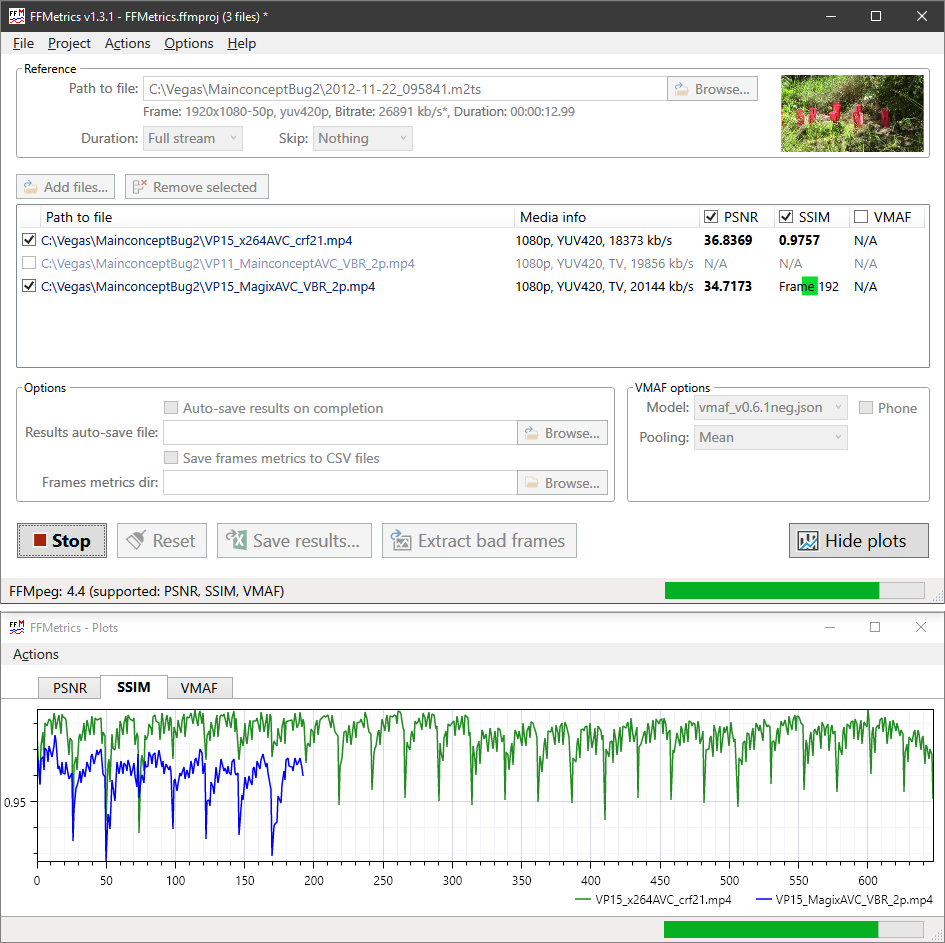 FFMetrics v1.3.1 - FFMetrics.ffmproj (3 files) *
File Project Actions Options Help
Reference
Path to file: C:\Vegas\MainconceptBug2\2012-11-22_095841.m2ts Browse...
Frame: 1920x1080-50p, yuv420p, Bitrate: 26891 kb/s*, Duration: 00:00:12.99
Duration: Full stream Skip: Nothing
Add files... Remove selected
Path to file Media info PSNR SSIM VMAF
C:\Vegas\MainconceptBug2\VP15_x264AVC_crf21.mp4 1080p, YUV420, 18373 kb/s 36.8369 0.9757 N/A
C:\Vegas\MainconceptBug2\VP11_MainconceptAVC_VBR_2p.mp4 1080p, YUV420, TV, 19856 kb/s N/A N/A N/A
C:\Vegas\MainconceptBug2\VP15_MagixAVC_VBR_2p.mp4 1080p, YUV420, TV, 20144 kb/s 34.7173 Frame 192 N/A
Options VMAF options
Auto-save results on completion Model: vmaf_v0.6.1neg.json Phone
Results auto-save file: Browse... Pooling: Mean
Save frames metrics to CSV files
Frames metrics dir: Browse...
Stop Reset Save results... Extract bad frames Hide plots
FFMpeg: 4.4 (supported: PSNR, SSIM, VMAF)
FFMetrics - Plots
Actions
PSNR SSIM VMAF
0.95
0 50 100 150 200 250 300 350 400 450 500 550 600
VP15_x264AVC_crf21.mp4 VP15_MagixAVC_VBR_2p.mp4